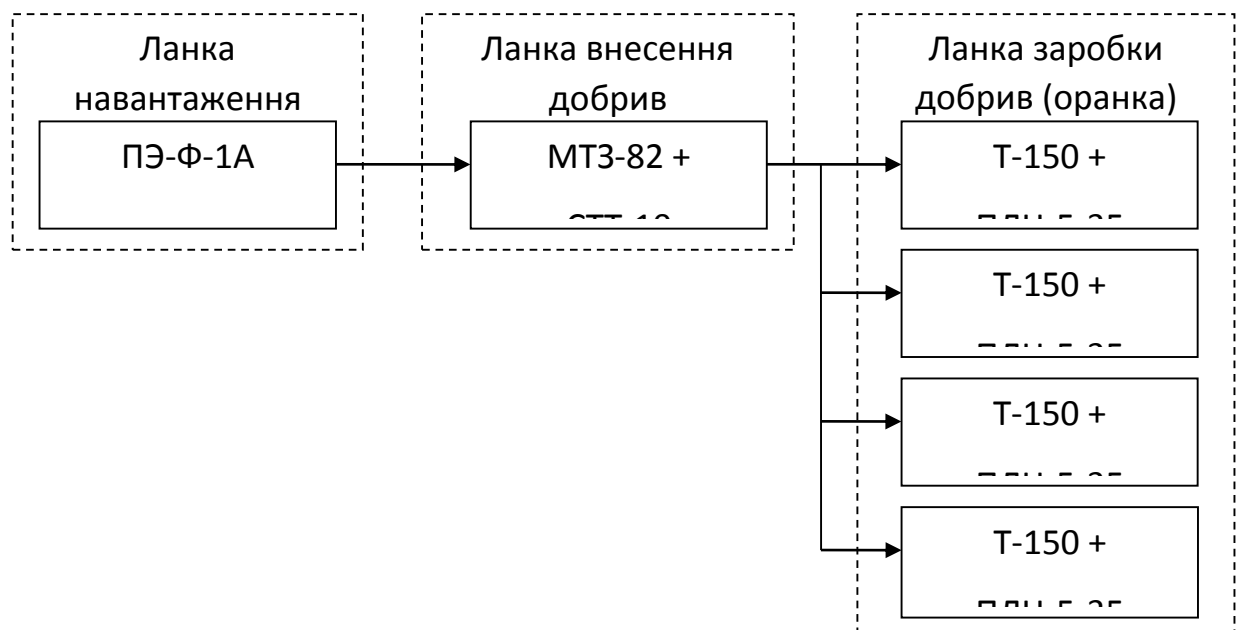 Ланка
навантаження
ПЭ-Ф-1А
Ланка внесення
добрив
МТЗ-82 +
Ланка заробки
добрив (оранка)
Т-150 +
Т-150 +
Т-150 +
Т-150 +